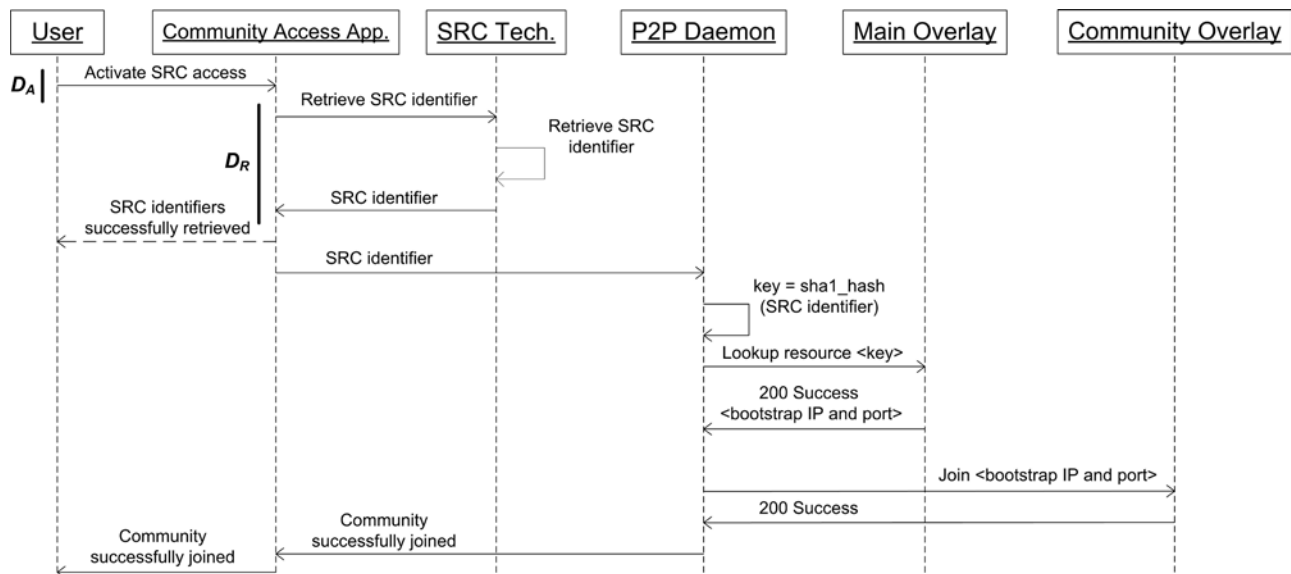 User
Community Access App.
SRC Tech.
P2P Daemon
Main Overlay
Community Overlay
Activate SRC access
D_A
Retrieve SRC identifier
Retrieve SRC
identifier
D_R
SRC identifier
SRC identifiers
successfully retrieved
SRC identifier
key = sha1_hash
(SRC identifier)
Lookup resource <key>
200 Success
<bootstrap IP and port>
Join <bootstrap IP and port>
200 Success
Community
successfully joined
Community
successfully joined